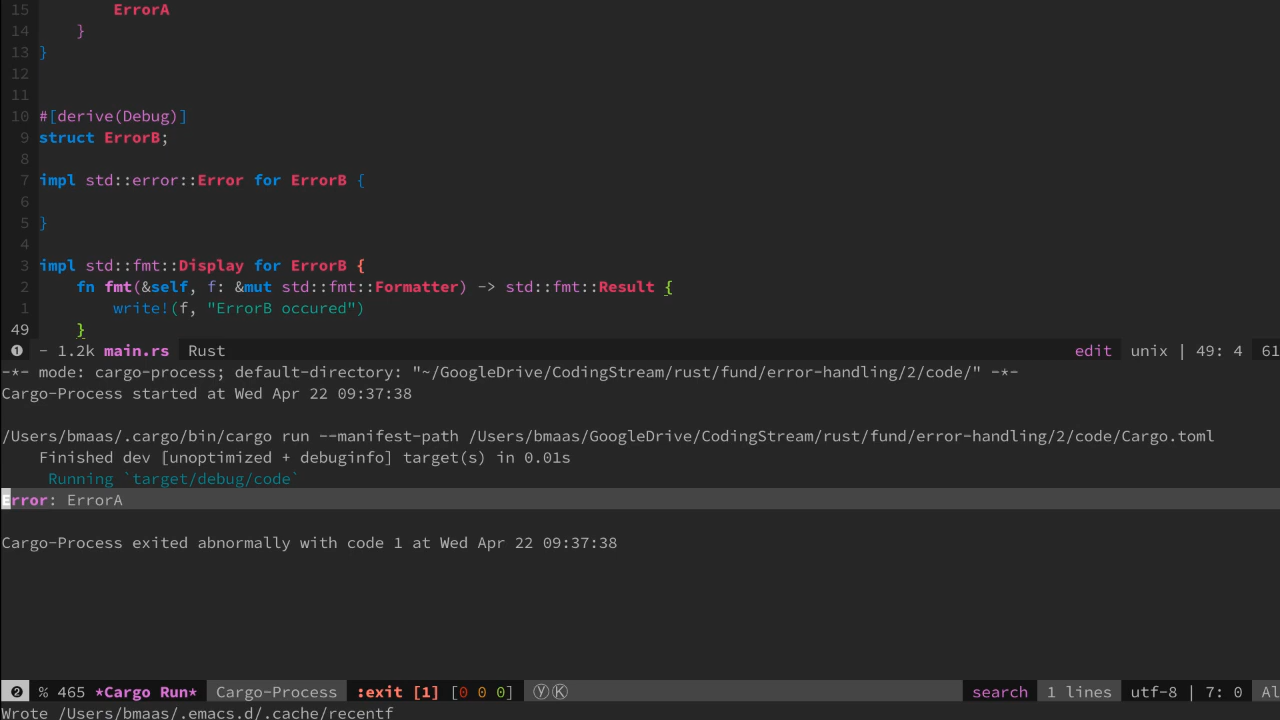 15 ErrorA
14 }
13 }
12
11
10 #[derive(Debug)]
9 struct ErrorB;
8
7 impl std::error::Error for ErrorB {
6
5 }
4
3 impl std::fmt::Display for ErrorB {
2 fn fmt(&self, f: &mut std::fmt::Formatter) -> std::fmt::Result {
1 write!(f, "ErrorB occured")
49 }
❶ - 1.2k main.rs Rust edit unix | 49: 4 61
-*- mode: cargo-process; default-directory: "~/GoogleDrive/CodingStream/rust/fund/error-handling/2/code/" -*-
Cargo-Process started at Wed Apr 22 09:37:38
/Users/bmaas/.cargo/bin/cargo run --manifest-path /Users/bmaas/GoogleDrive/CodingStream/rust/fund/error-handling/2/code/Cargo.toml
Finished dev [unoptimized + debuginfo] target(s) in 0.01s
Running `target/debug/code`
Error: ErrorA
Cargo-Process exited abnormally with code 1 at Wed Apr 22 09:37:38
❷ % 465 *Cargo Run* Cargo-Process :exit [1] [0 0 0] ⓨⓀ search 1 lines utf-8 | 7: 0 Al
Wrote /Users/bmaas/.emacs.d/.cache/recentf